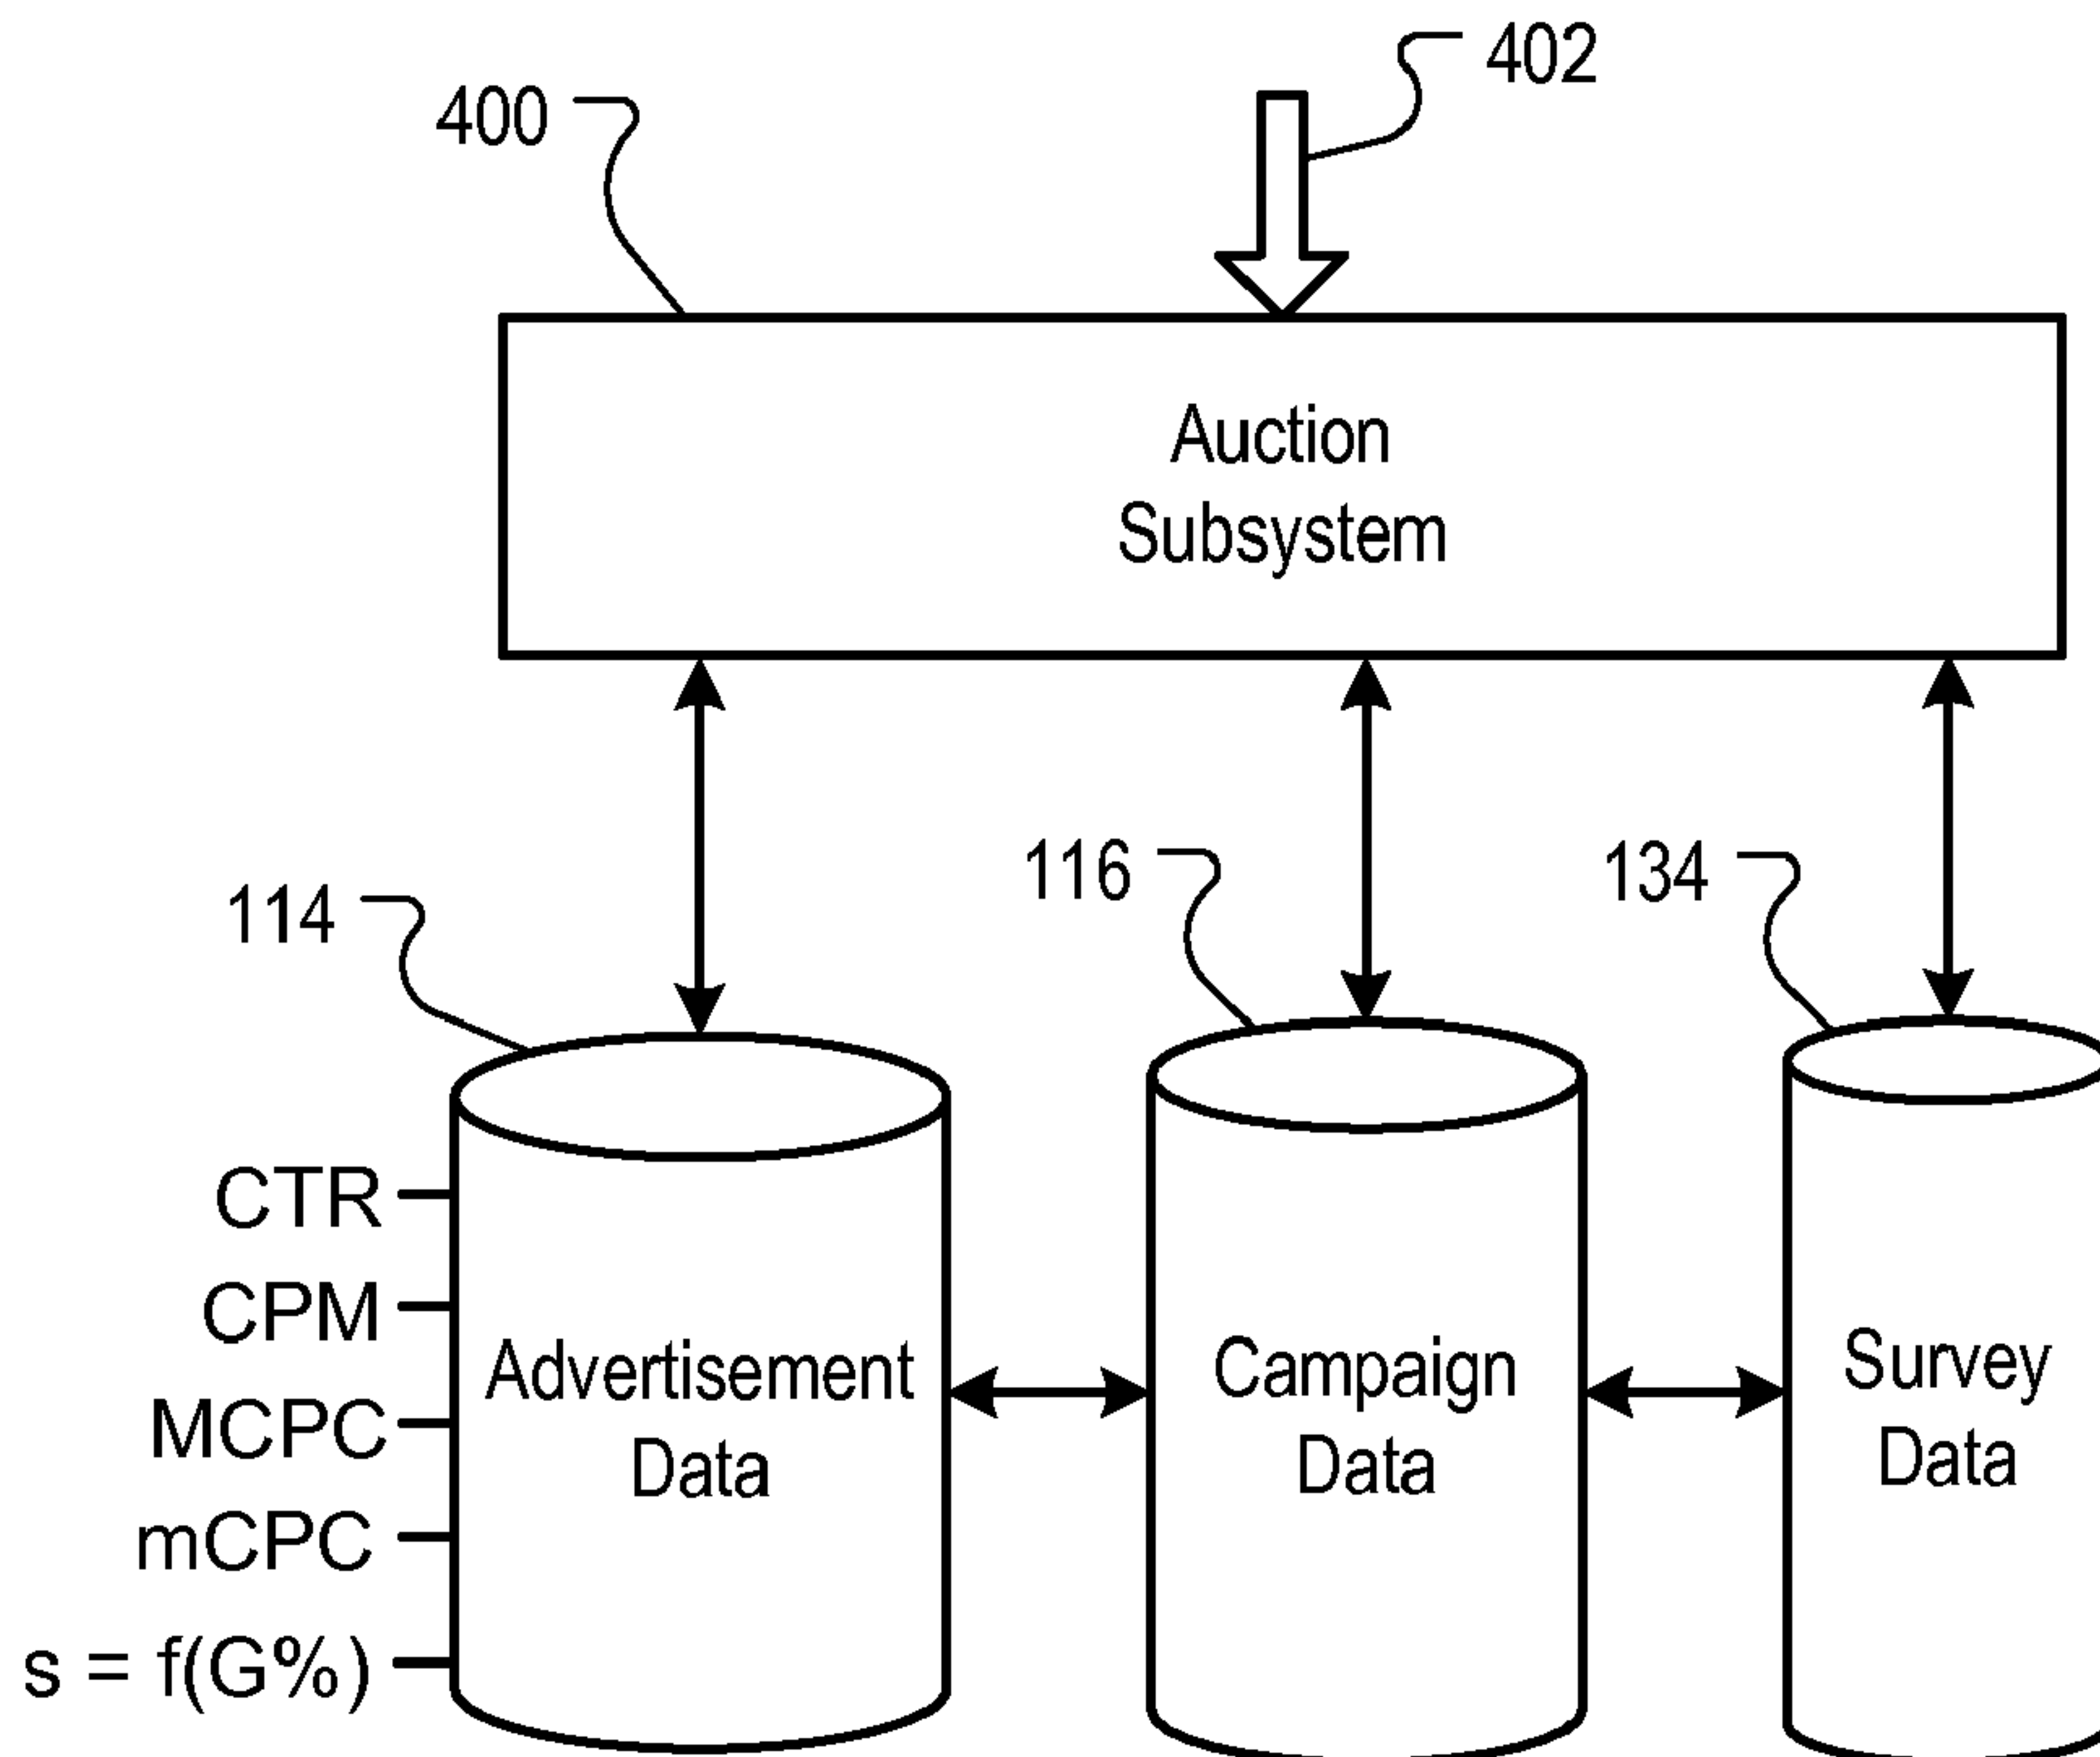 402
400
Auction
Subsystem
116
134
114
CTR
CPM
MCPC
mCPC
s = f(G%)
Advertisement
Data
Campaign
Data
Survey
Data